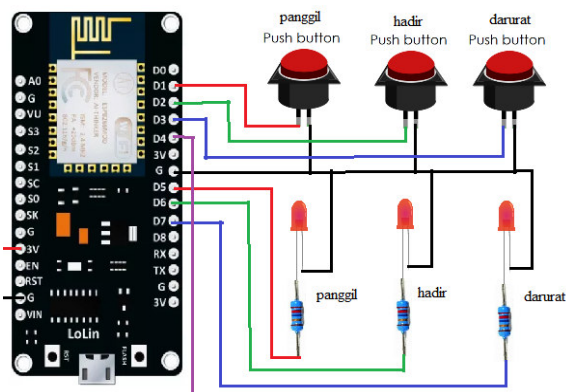 panggil
Push button
hadir
Push button
darurat
Push button
A0
G
VU
S3
S2
S1
SC
S0
SK
G
3V
EN
RST
G
VIN
D0
D1
D2
D3
D4
3V
G
D5
D6
D7
D8
RX
TX
G
3V
panggil
hadir
darurat
LoLin
RST
FLASH